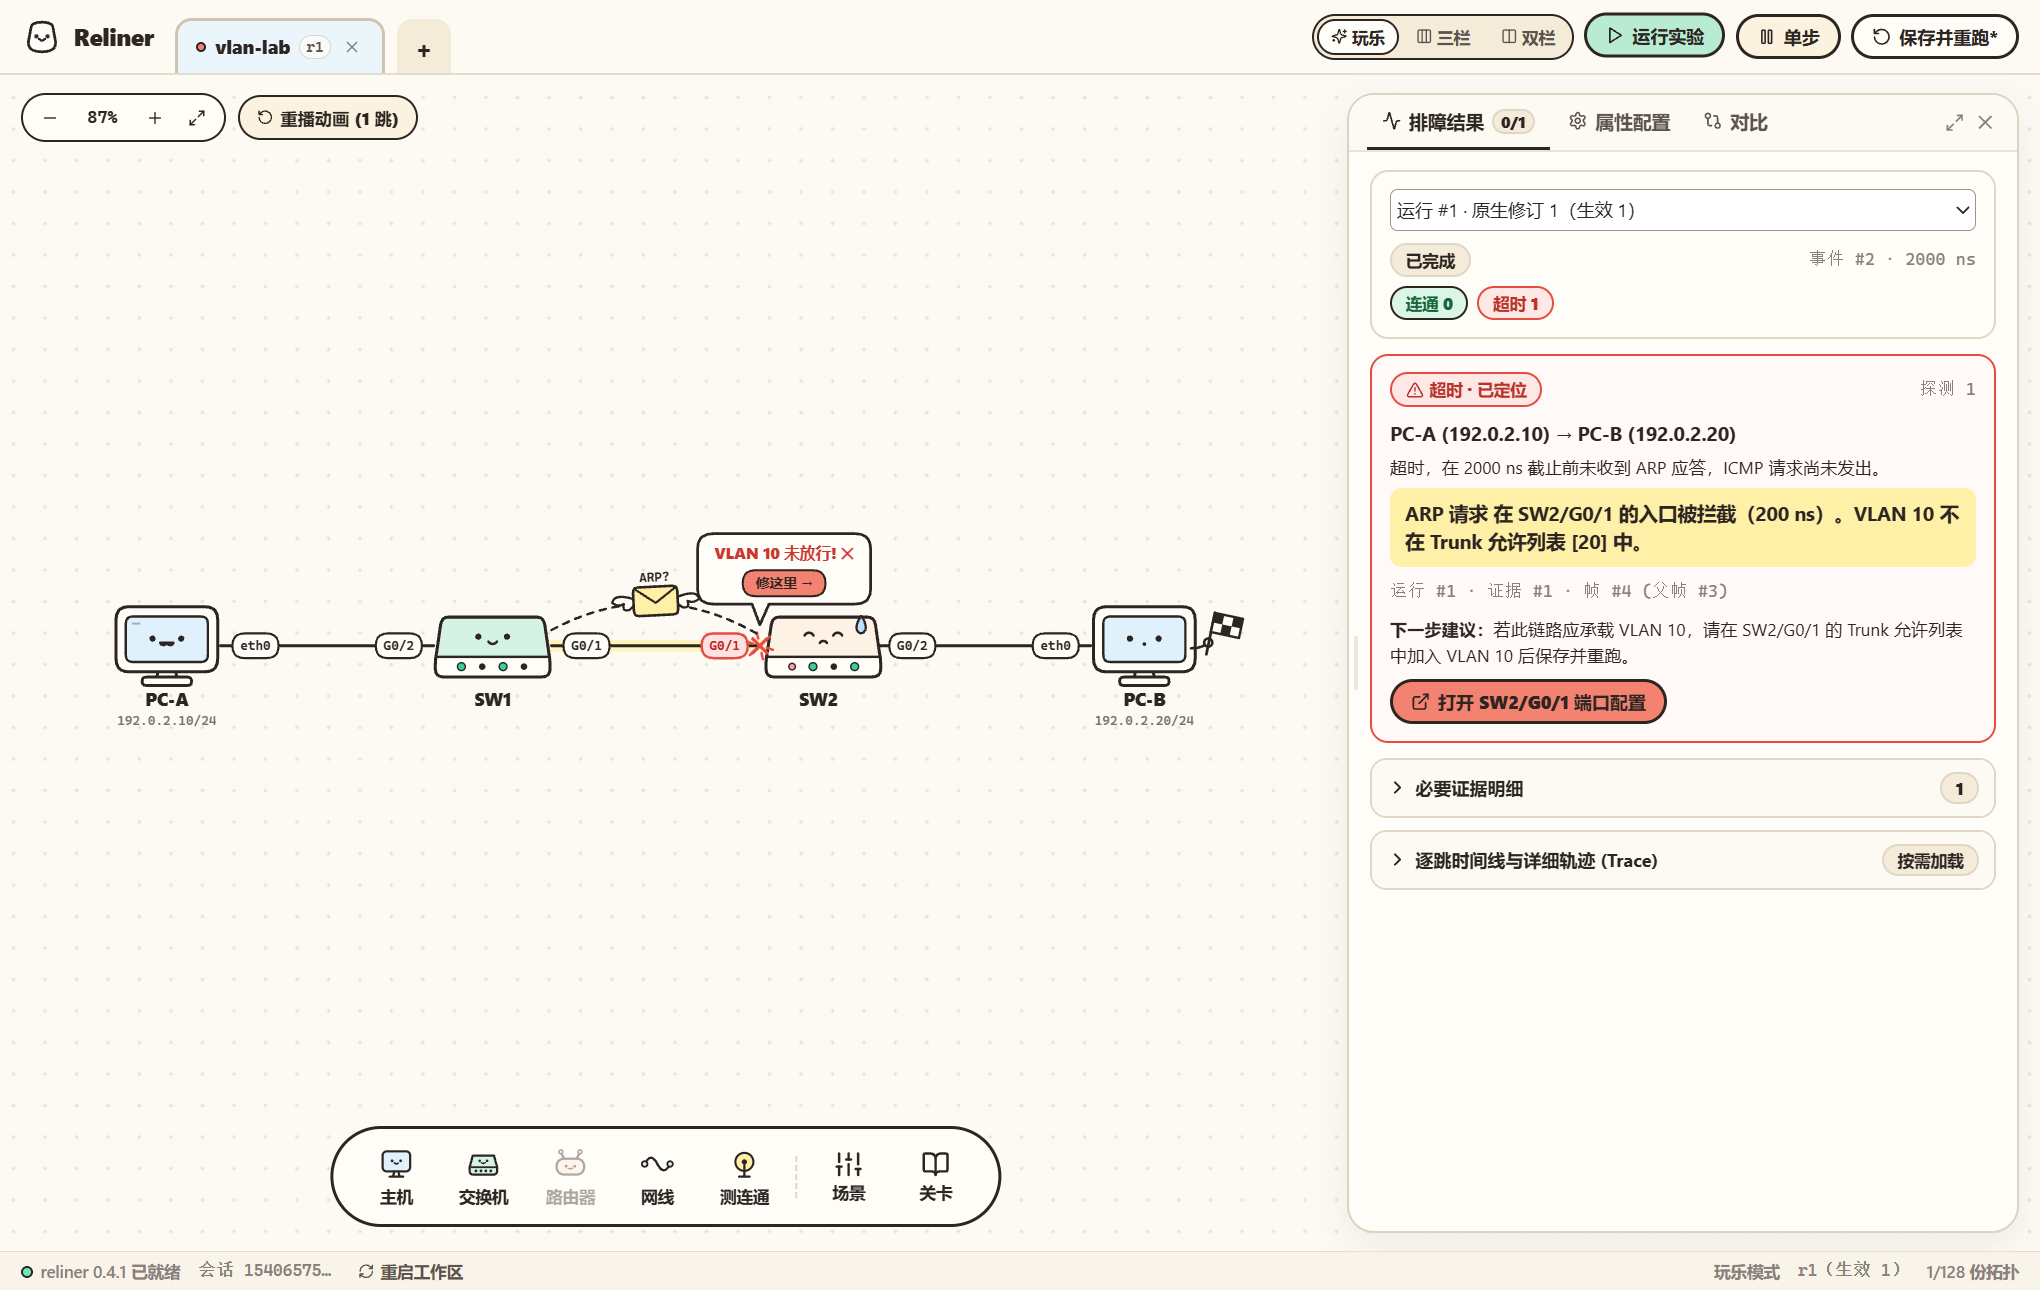 Reliner
vlan-lab r1
+
玩乐
三栏
双栏
运行实验
单步
保存并重跑*
87%
重播动画 (1 跳)
排障结果 0/1
属性配置
对比
运行 #1 · 原生修订 1（生效 1）
已完成
事件 #2 · 2000 ns
连通 0
超时 1
超时 · 已定位
探测 1
PC-A (192.0.2.10) → PC-B (192.0.2.20)
超时，在 2000 ns 截止前未收到 ARP 应答，ICMP 请求尚未发出。
ARP 请求 在 SW2/G0/1 的入口被拦截（200 ns）。VLAN 10 不
在 Trunk 允许列表 [20] 中。
运行 #1 · 证据 #1 · 帧 #4 (父帧 #3)
下一步建议：若此链路应承载 VLAN 10，请在 SW2/G0/1 的 Trunk 允许列表
中加入 VLAN 10 后保存并重跑。
打开 SW2/G0/1 端口配置
必要证据明细
1
逐跳时间线与详细轨迹 (Trace)
按需加载
VLAN 10 未放行!
修这里 →
ARP?
eth0
G0/2
G0/1
G0/1
G0/2
eth0
PC-A
192.0.2.10/24
SW1
SW2
PC-B
192.0.2.20/24
主机
交换机
路由器
网线
测连通
场景
关卡
reliner 0.4.1 已就绪
会话 15406575…
重启工作区
玩乐模式
r1（生效 1）
1/128 份拓扑